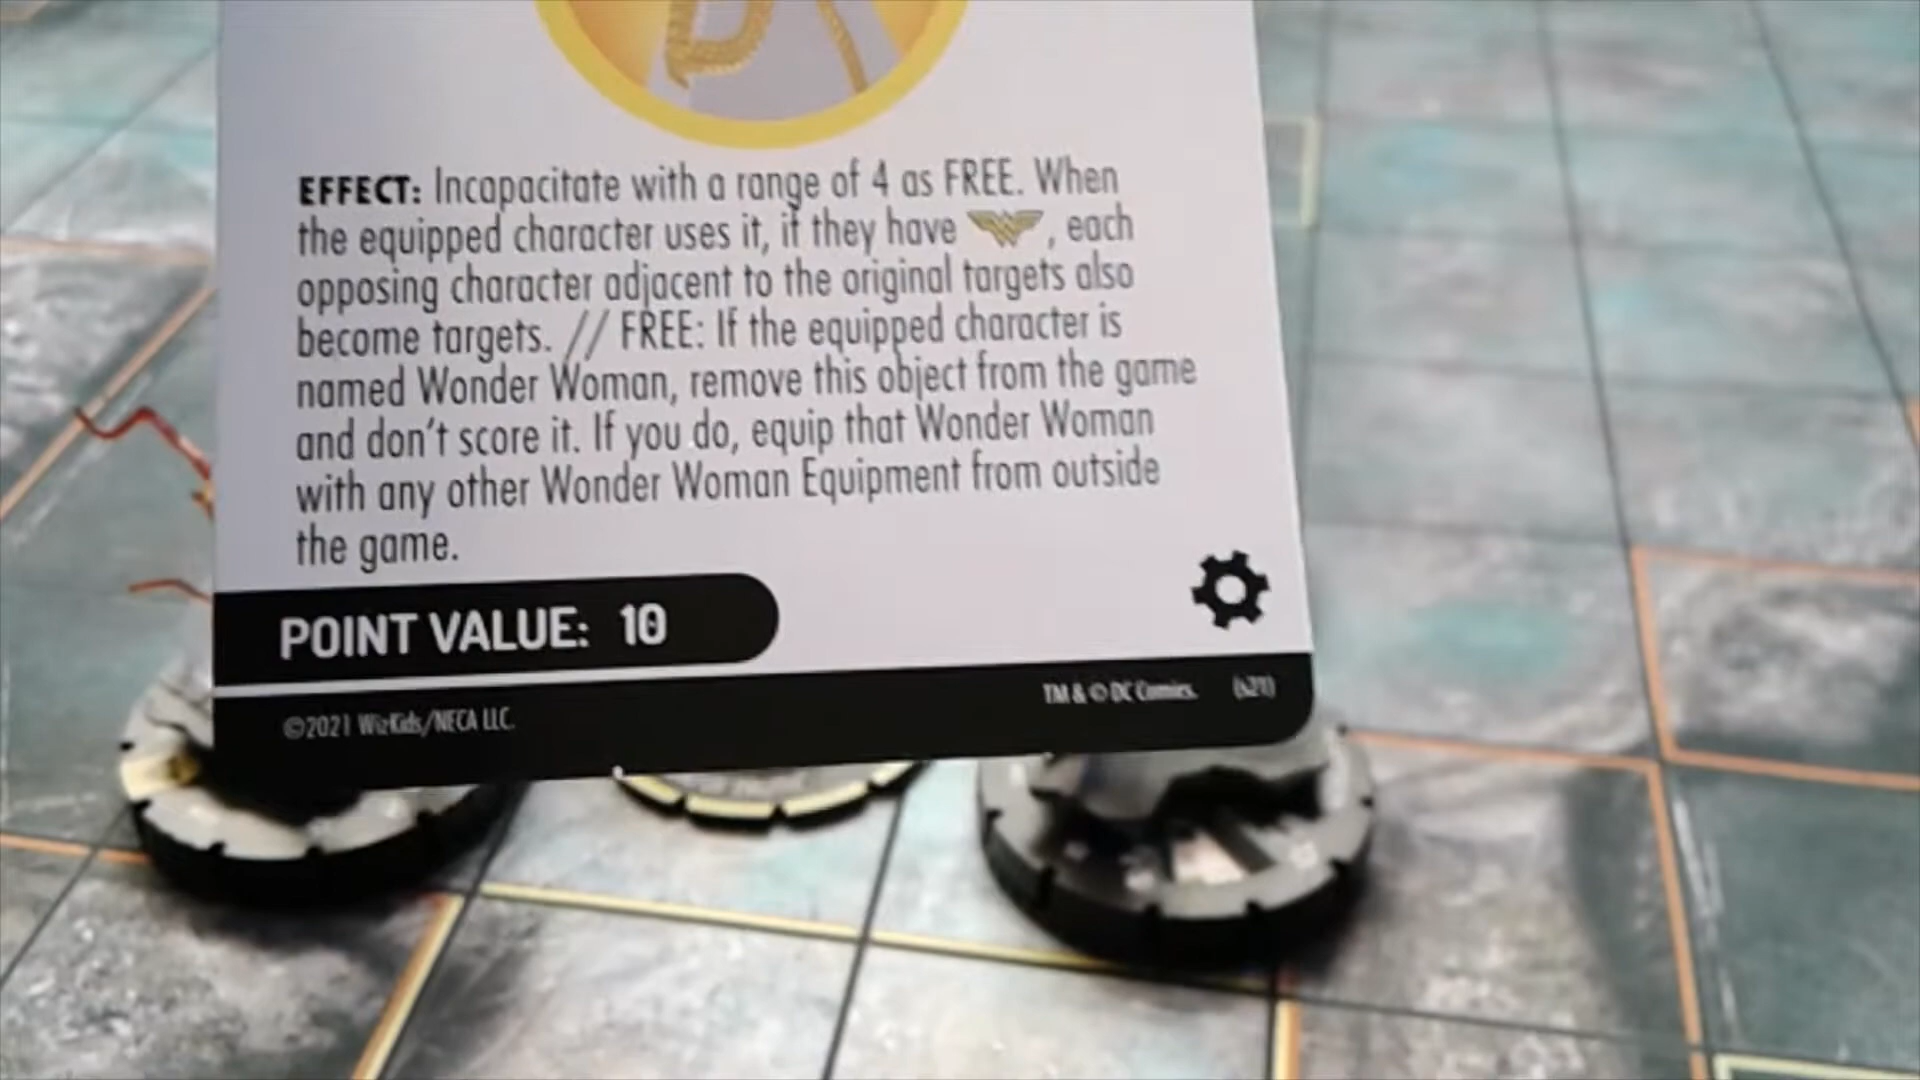 EFFECT: Incapacitate with a range of 4 as FREE. When
the equipped character uses it, if they have , each
opposing character adjacent to the original targets also
become targets. // FREE: If the equipped character is
named Wonder Woman, remove this object from the game
and don't score it. If you do, equip that Wonder Woman
with any other Wonder Woman Equipment from outside
the game.
POINT VALUE: 10
TM & © DC Comics.
©2021 WizKids/NECA LLC.